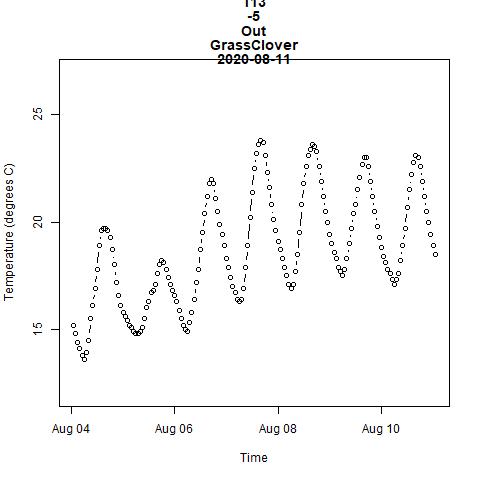 113
-5
Out
GrassClover
2020-08-11
25
20
15
Temperature (degrees C)
Aug 04 Aug 06 Aug 08 Aug 10
Time